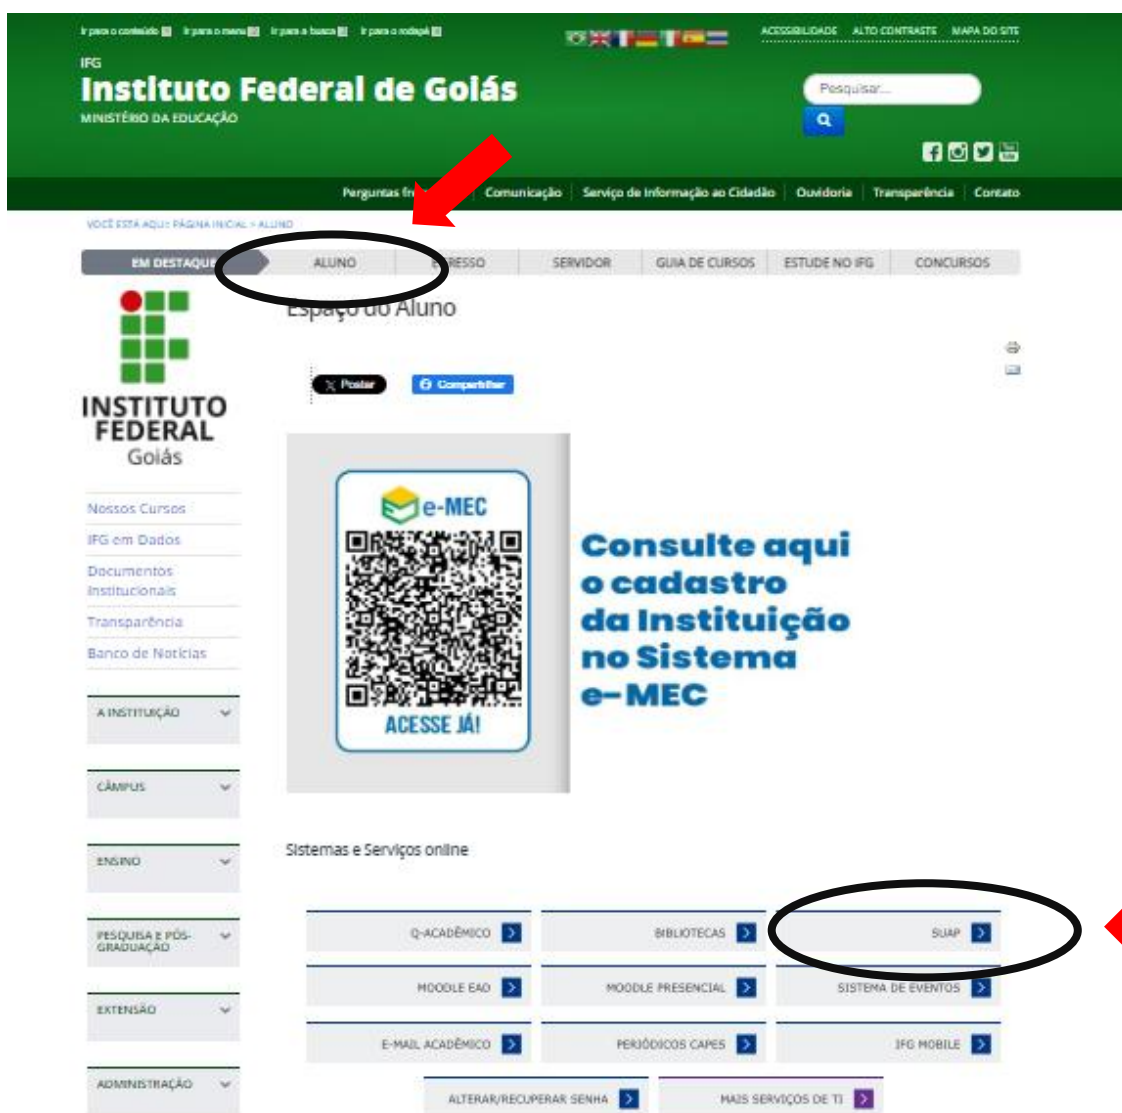 Ir para o conteúdo Ir para o menu Ir para a busca Ir para o rodapé
ACESSIBILIDADE ALTO CONTRASTE MAPA DO SITE
IFG
Instituto Federal de Goiás
MINISTÉRIO DA EDUCAÇÃO
Pesquisar...
Perguntas Comunicação Serviço de Informação ao Cidadão Ouvidoria Transparência Contato
VOCÊ ESTÁ AQUI: PÁGINA INICIAL > ALUNO
EM DESTAQUE ALUNO EGRESSO SERVIDOR GUIA DE CURSOS ESTUDE NO IFG CONCURSOS
Espaço do Aluno
Postar Compartilhar
INSTITUTO
FEDERAL
Goiás
Nossos Cursos
IFG em Dados
Documentos
Institucionais
Transparência
Banco de Notícias
A INSTITUIÇÃO
CÂMPUS
ENSINO
PESQUISA E PÓS-
GRADUAÇÃO
EXTENSÃO
ADMINISTRAÇÃO
e-MEC
ACESSE JÁ!
Consulte aqui
o cadastro
da Instituição
no Sistema
e-MEC
Sistemas e Serviços online
Q-ACADÊMICO BIBLIOTECAS SUAP
MOODLE EAD MOODLE PRESENCIAL SISTEMA DE EVENTOS
E-MAIL ACADÊMICO PERIÓDICOS CAPES IFG MOBILE
ALTERAR/RECUPERAR SENHA MAIS SERVIÇOS DE TI